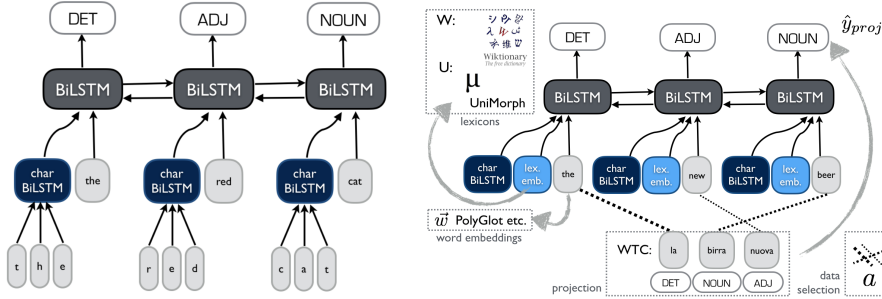 DET ADJ NOUN
BiLSTM BiLSTM BiLSTM
char BiLSTM the char BiLSTM red char BiLSTM cat
t h e r e d c a t
W:
Wiktionary
The free dictionary
U: μ
UniMorph
lexicons
ŷ_proj
DET ADJ NOUN
BiLSTM BiLSTM BiLSTM
char BiLSTM lex. emb. the char BiLSTM lex. emb. new char BiLSTM lex. emb. beer
w⃗ PolyGlot etc.
word embeddings
WTC: la birra nuova
DET NOUN ADJ
projection
data
selection
a